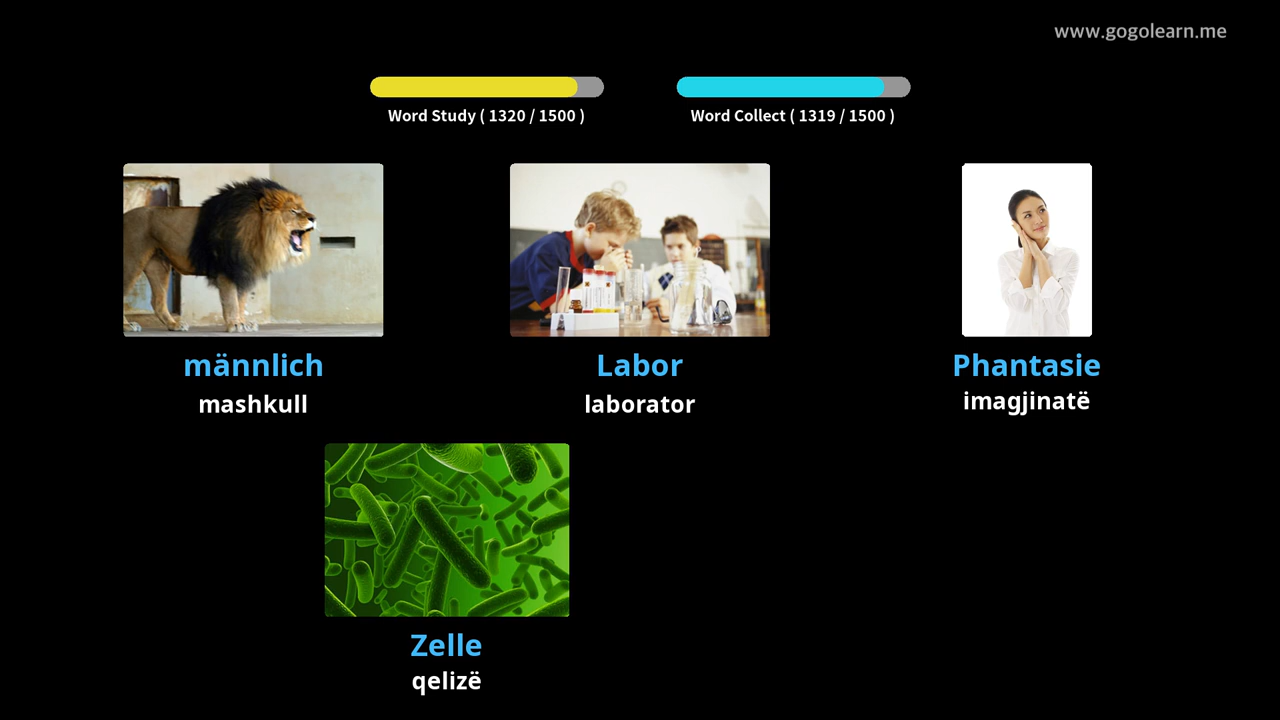 www.gogolearn.me
Word Study ( 1320 / 1500 )
Word Collect ( 1319 / 1500 )
männlich
mashkull
Labor
laborator
Phantasie
imagjinatë
Zelle
qelizë